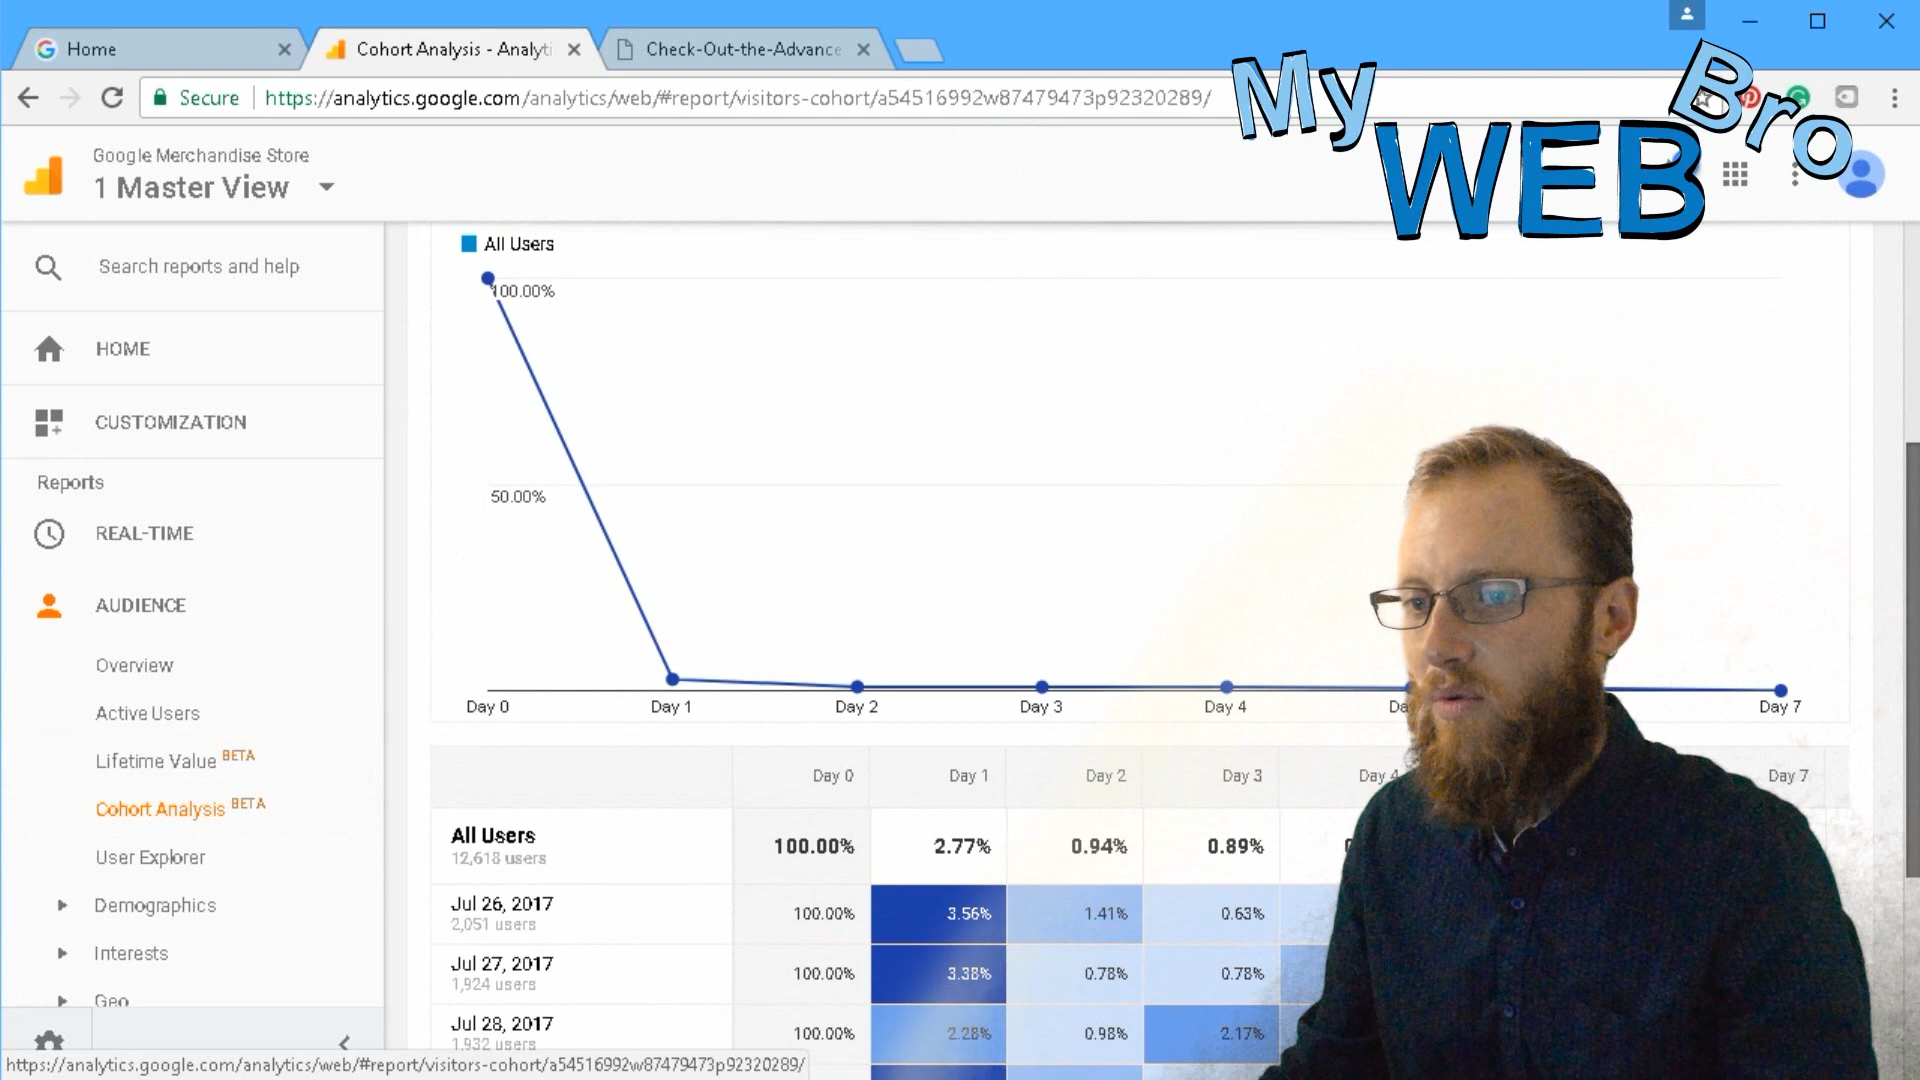 Home
Cohort Analysis - Analyti
Check-Out-the-Advance
Secure
https://analytics.google.com/analytics/web/#report/visitors-cohort/a54516992w87479473p92320289/
My
WEB
Bro
Google Merchandise Store
1 Master View
Search reports and help
HOME
CUSTOMIZATION
Reports
REAL-TIME
AUDIENCE
Overview
Active Users
Lifetime Value BETA
Cohort Analysis BETA
User Explorer
Demographics
Interests
Geo
All Users
100.00%
50.00%
Day 0 Day 1 Day 2 Day 3 Day 4 Da Day 7
Day 0 Day 1 Day 2 Day 3 Day 4 Day 7
All Users
12,618 users
100.00% 2.77% 0.94% 0.89%
Jul 26, 2017
2,051 users
100.00% 3.56% 1.41% 0.63%
Jul 27, 2017
1,924 users
100.00% 3.38% 0.78% 0.78%
Jul 28, 2017
1,932 users
100.00% 2.28% 0.98% 2.17%
https://analytics.google.com/analytics/web/#report/visitors-cohort/a54516992w87479473p92320289/